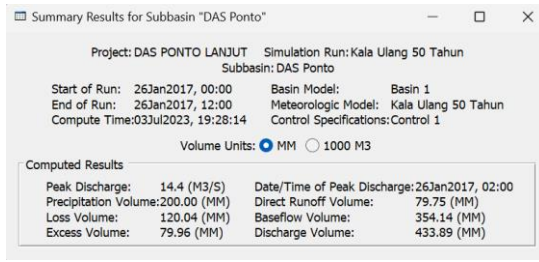 Summary Results for Subbasin "DAS Ponto"
Project: DAS PONTO LANJUT Simulation Run: Kala Ulang 50 Tahun
Subbasin: DAS Ponto
Start of Run: 26Jan2017, 00:00 Basin Model: Basin 1
End of Run: 26Jan2017, 12:00 Meteorologic Model: Kala Ulang 50 Tahun
Compute Time:03Jul2023, 19:28:14 Control Specifications:Control 1
Volume Units: MM 1000 M3
Computed Results
Peak Discharge: 14.4 (M3/S) Date/Time of Peak Discharge:26Jan2017, 02:00
Precipitation Volume:200.00 (MM) Direct Runoff Volume: 79.75 (MM)
Loss Volume: 120.04 (MM) Baseflow Volume: 354.14 (MM)
Excess Volume: 79.96 (MM) Discharge Volume: 433.89 (MM)